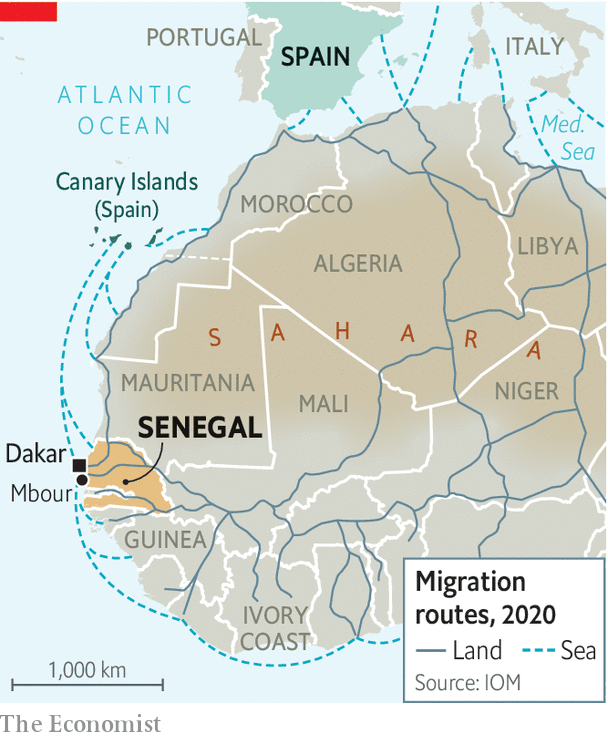 PORTUGAL
SPAIN
ITALY
ATLANTIC
OCEAN
Med.
Sea
Canary Islands
(Spain)
MOROCCO
ALGERIA
LIBYA
SAHARA
MAURITANIA
MALI
NIGER
SENEGAL
Dakar
Mbour
GUINEA
IVORY
COAST
Migration
routes, 2020
Land Sea
Source: IOM
1,000 km
The Economist